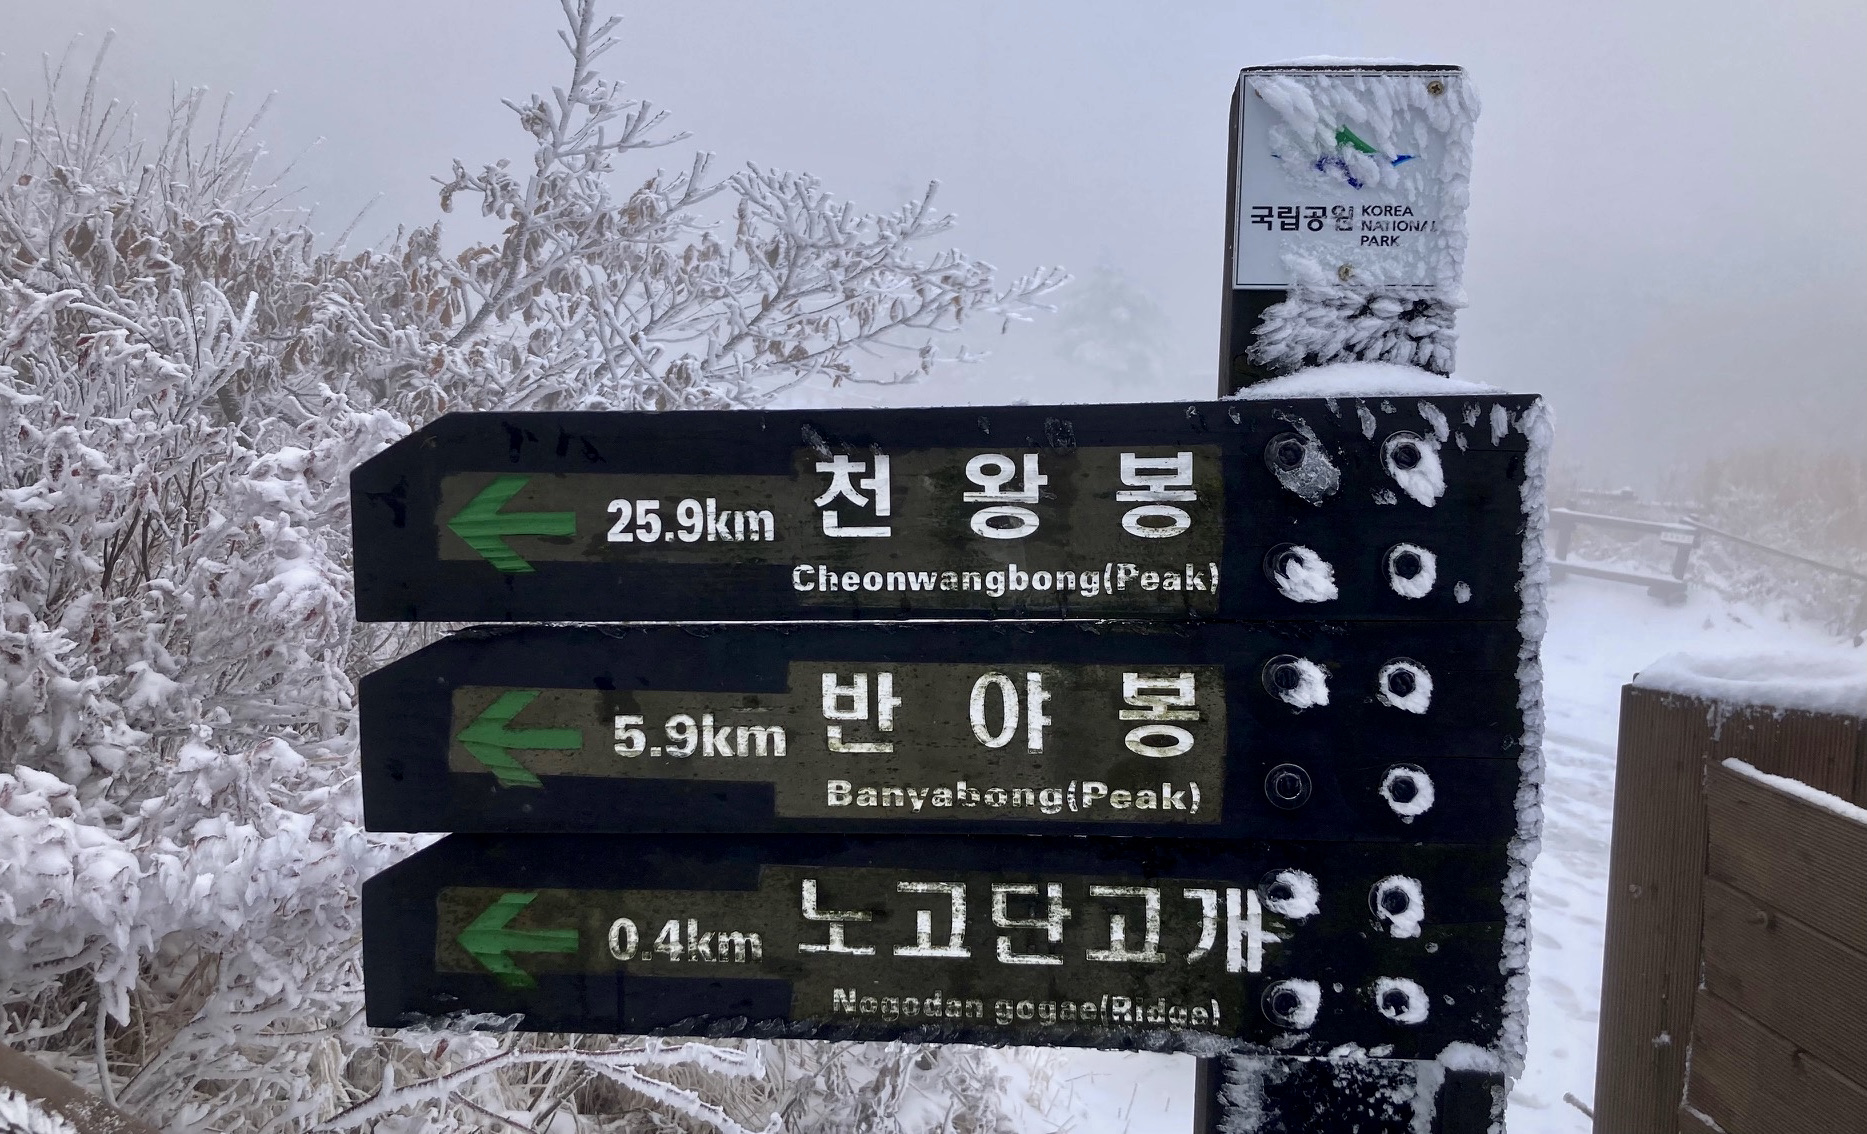 국립공원 KOREA
NATIONAL
PARK
25.9km 천왕봉
Cheonwangbong(Peak)
5.9km 반야봉
Banyabong(Peak)
0.4km 노고단고개
Nogodan gogae(Ridge)